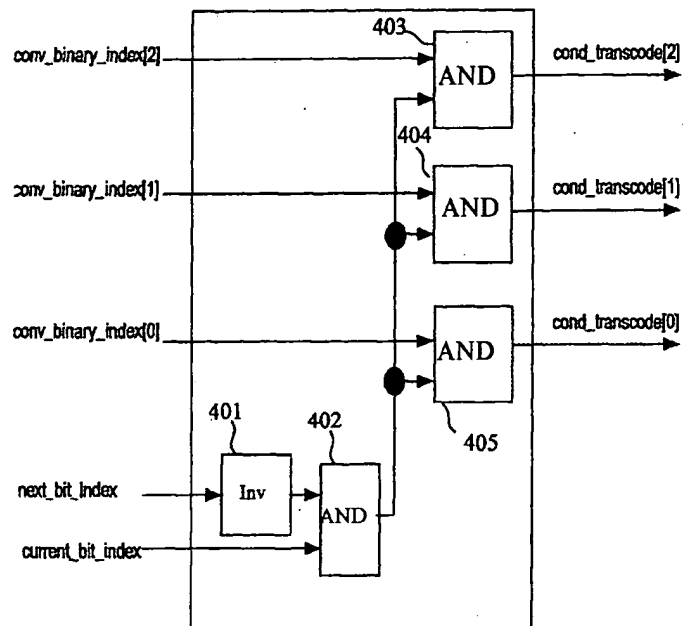 403
conv_binary_index[2]
AND
cond_transcode[2]
404
conv_binary_index[1]
AND
cond_transcode[1]
conv_binary_index[0]
AND
cond_transcode[0]
405
401
402
next_bit_index
Inv
AND
current_bit_index